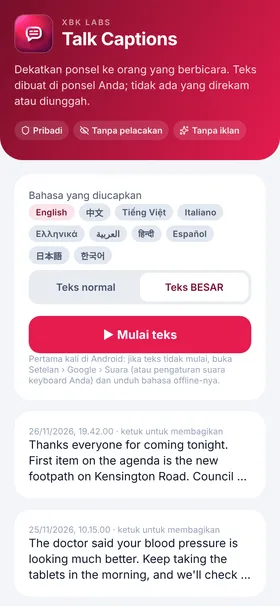 XBK LABS
Talk Captions
Dekatkan ponsel ke orang yang berbicara. Teks
dibuat di ponsel Anda; tidak ada yang direkam
atau diunggah.
Pribadi
Tanpa pelacakan
Tanpa iklan
Bahasa yang diucapkan
English 中文 Tiếng Việt Italiano
Ελληνικά العربية हिन्दी Español
日本語 한국어
Teks normal Teks BESAR
▶ Mulai teks
Pertama kali di Android: jika teks tidak mulai, buka
Setelan › Google › Suara (atau pengaturan suara
keyboard Anda) dan unduh bahasa offline-nya.
26/11/2026, 19.42.00 · ketuk untuk membagikan
Thanks everyone for coming tonight.
First item on the agenda is the new
footpath on Kensington Road. Council ...
25/11/2026, 10.15.00 · ketuk untuk membagikan
The doctor said your blood pressure is
looking much better. Keep taking the
tablets in the morning, and we'll check ...